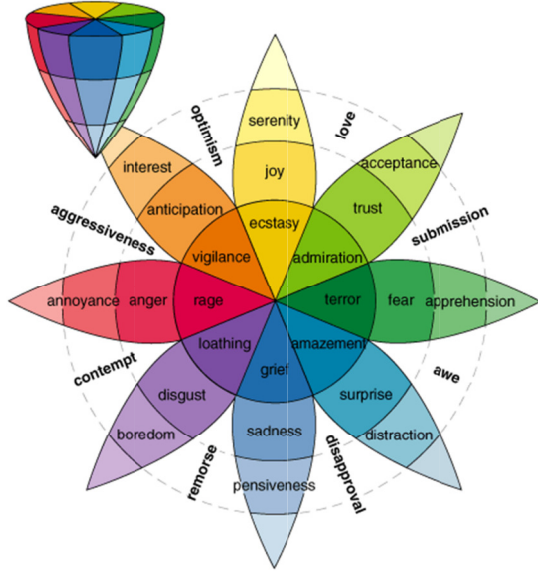 optimism
serenity
love
interest
joy
acceptance
anticipation
trust
aggressiveness
ecstasy
submission
vigilance
admiration
annoyance
anger
rage
terror
fear
apprehension
loathing
amazement
contempt
grief
awe
disgust
surprise
boredom
sadness
distraction
remorse
pensiveness
disapproval